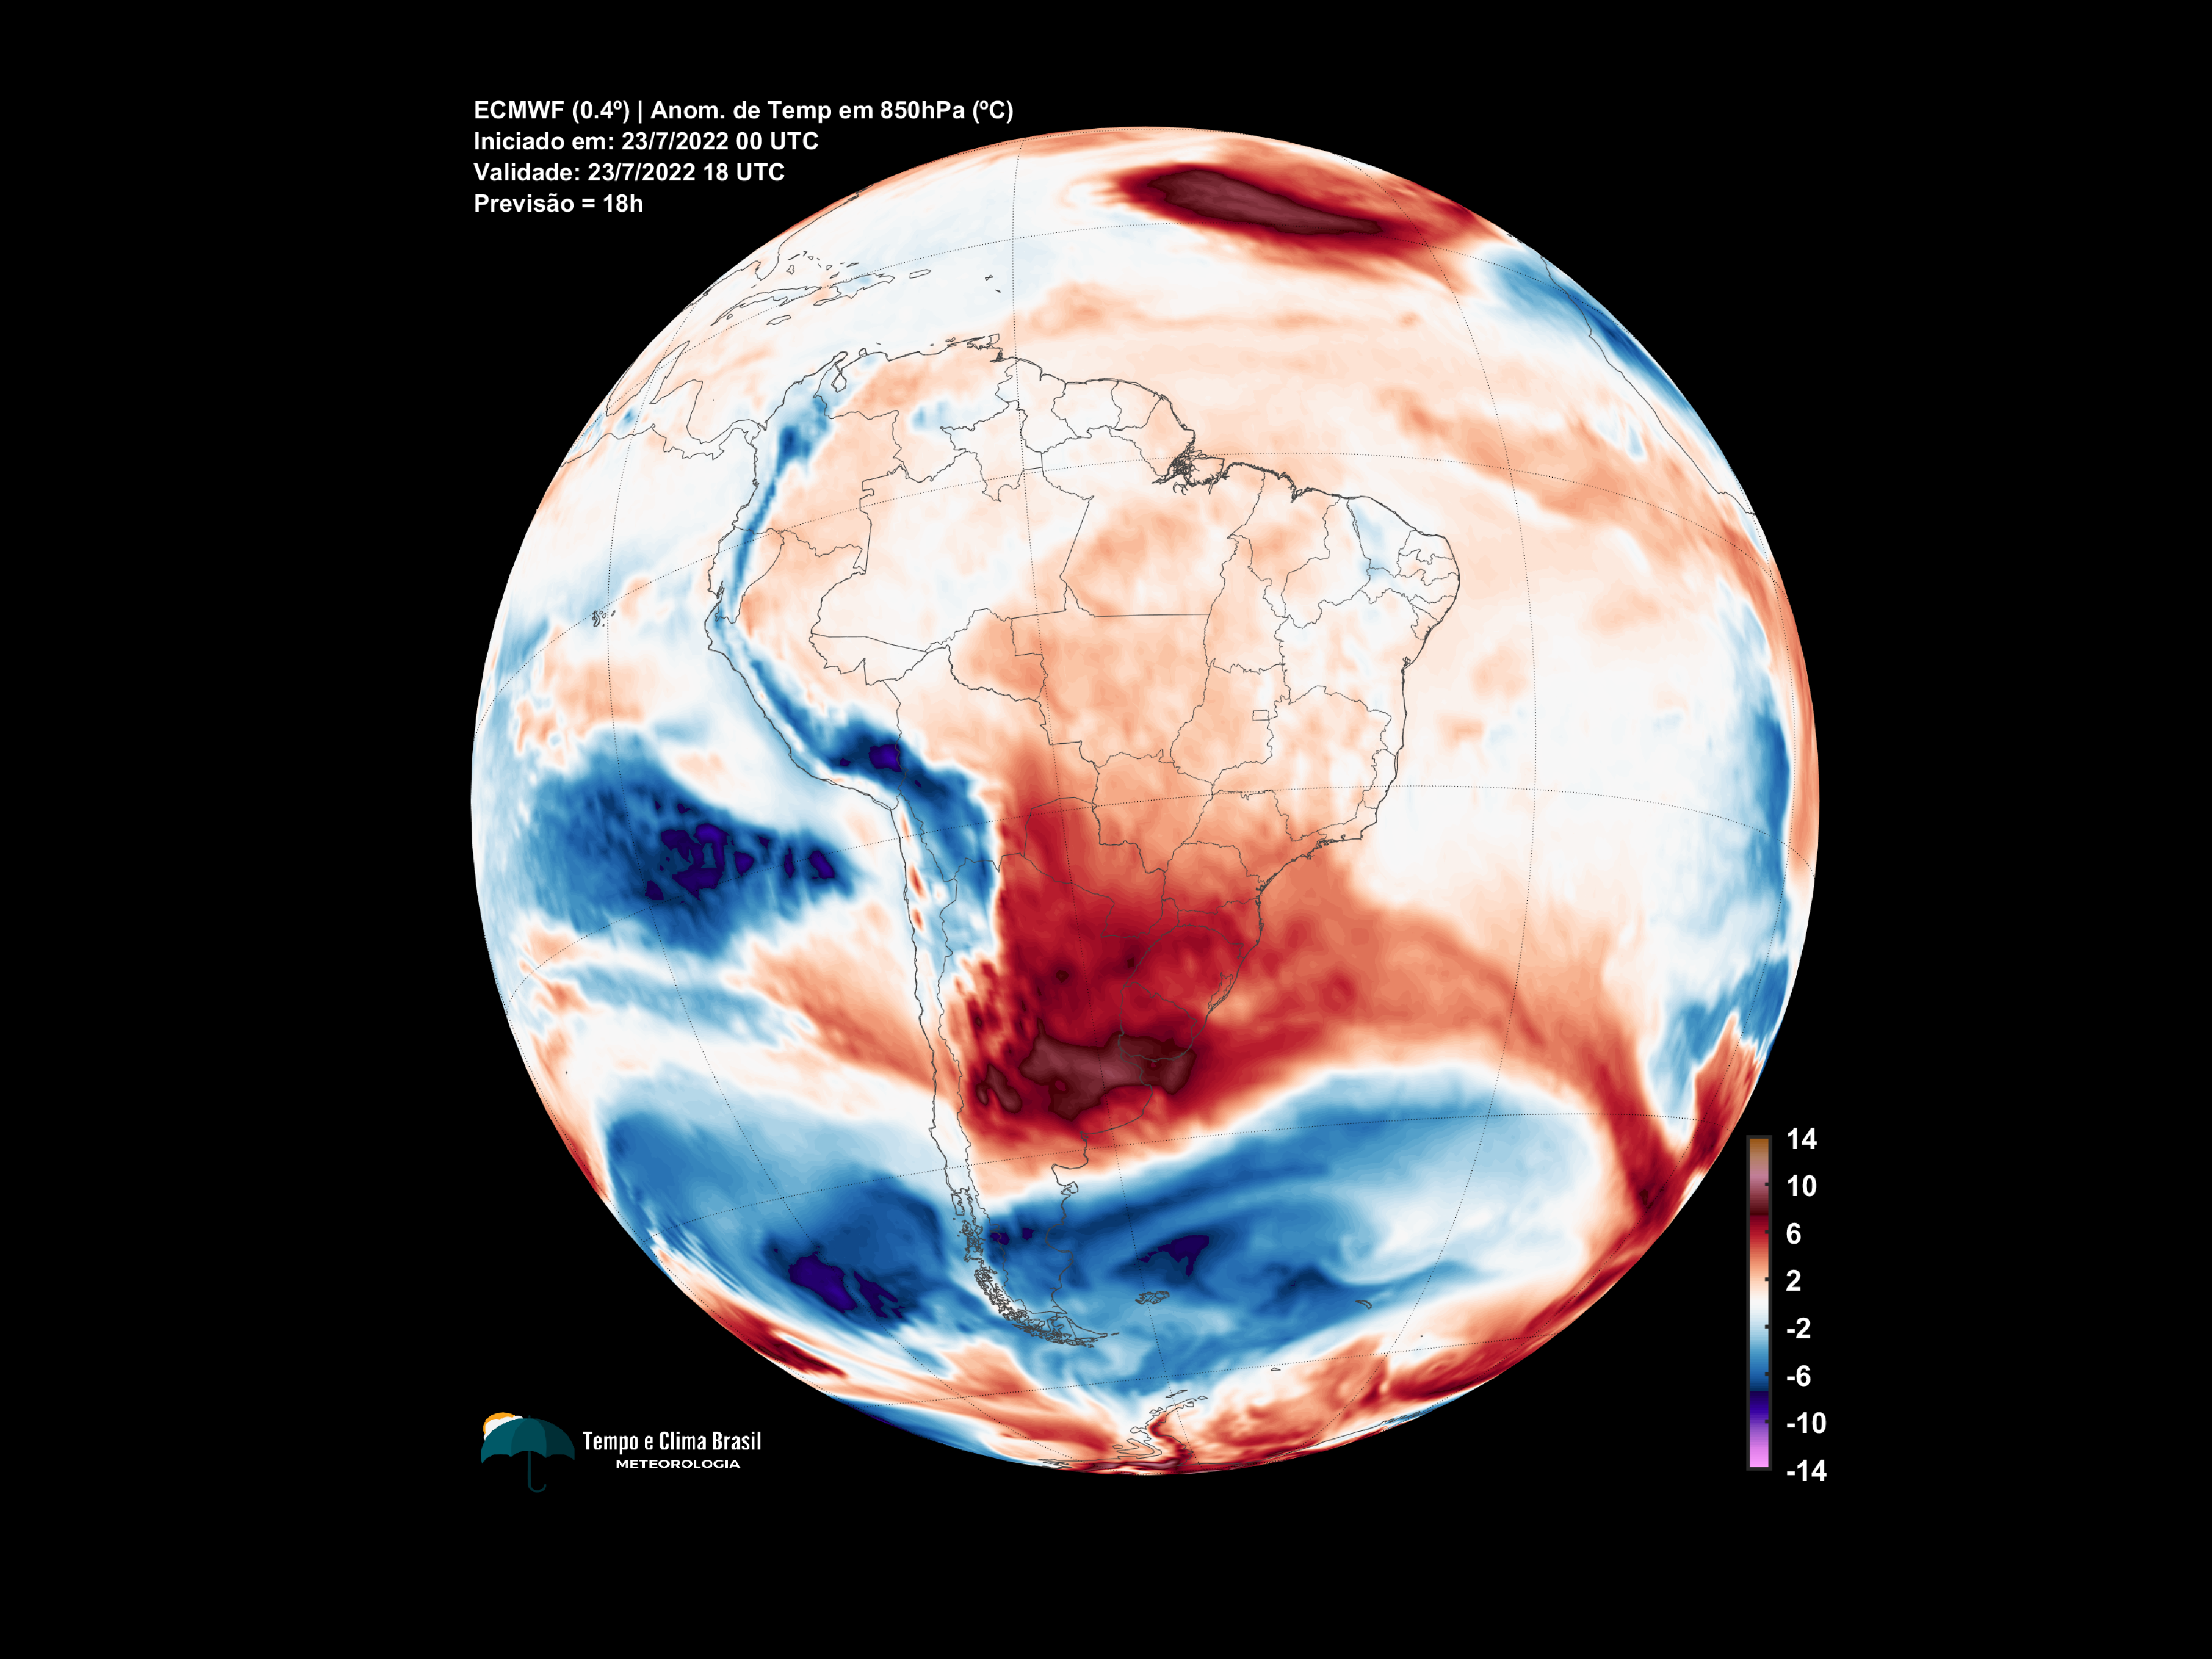 ECMWF (0.4º) | Anom. de Temp em 850hPa (ºC)
Iniciado em: 23/7/2022 00 UTC
Validade: 23/7/2022 18 UTC
Previsão = 18h
14
10
6
2
-2
-6
-10
-14
Tempo e Clima Brasil
METEOROLOGIA